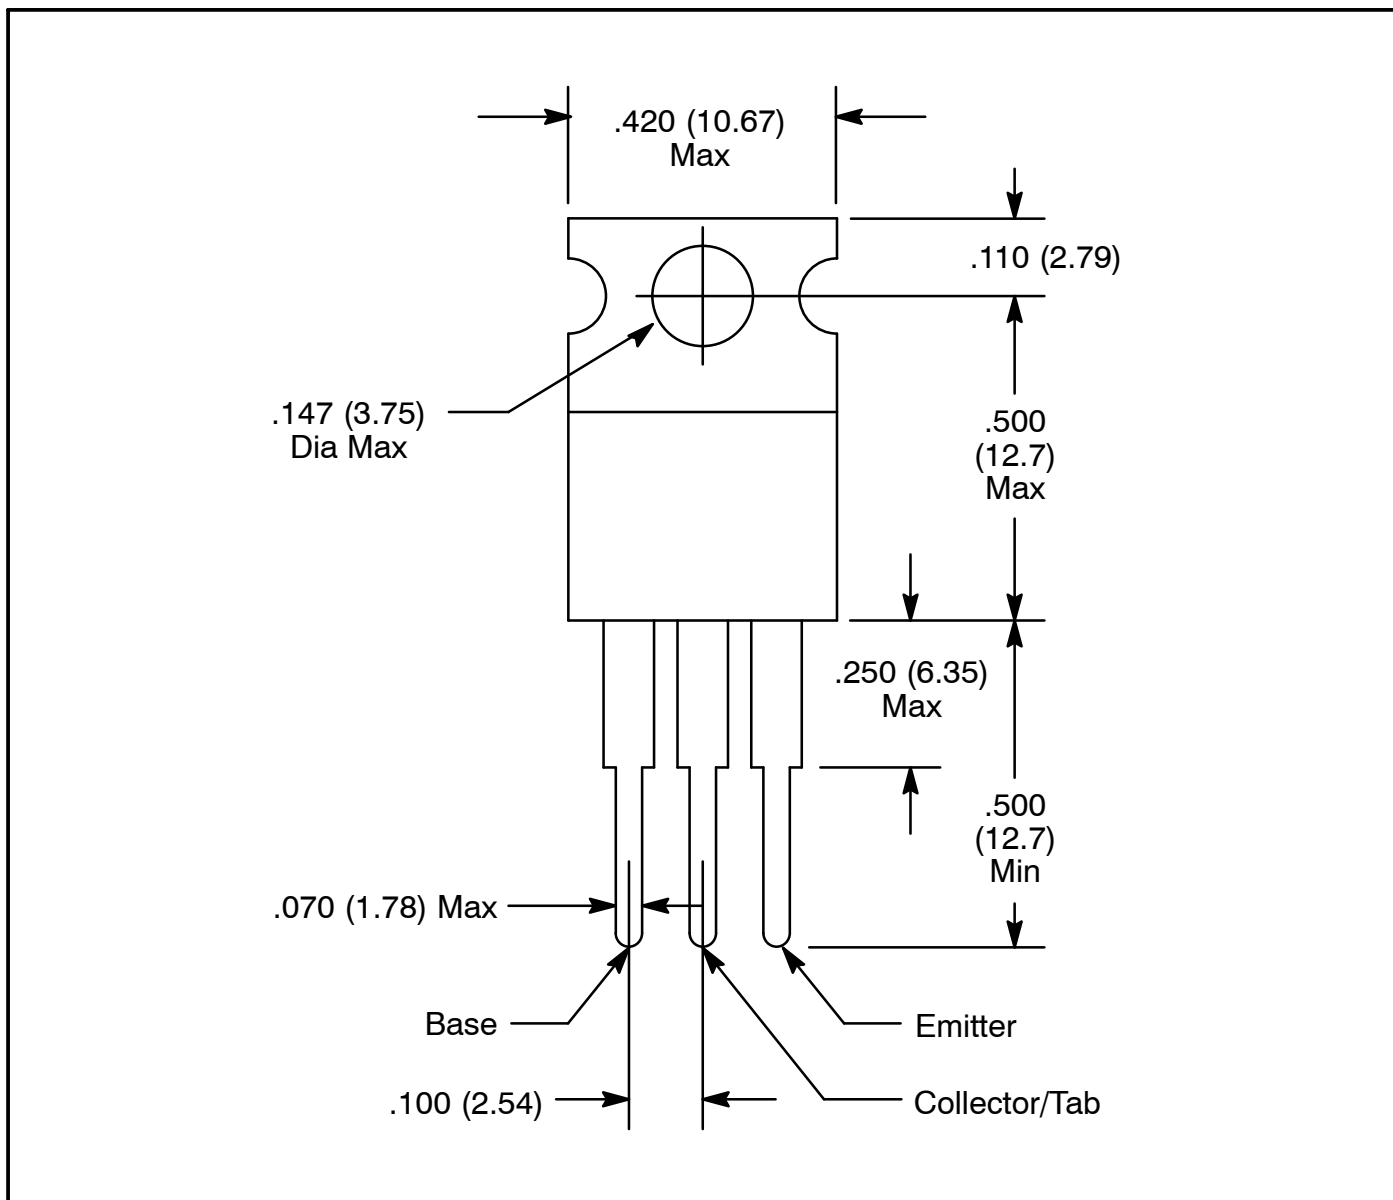 .420 (10.67)
Max
.110 (2.79)
.147 (3.75)
Dia Max
.500
(12.7)
Max
.250 (6.35)
Max
.500
(12.7)
Min
.070 (1.78) Max
Base
Emitter
.100 (2.54)
Collector/Tab